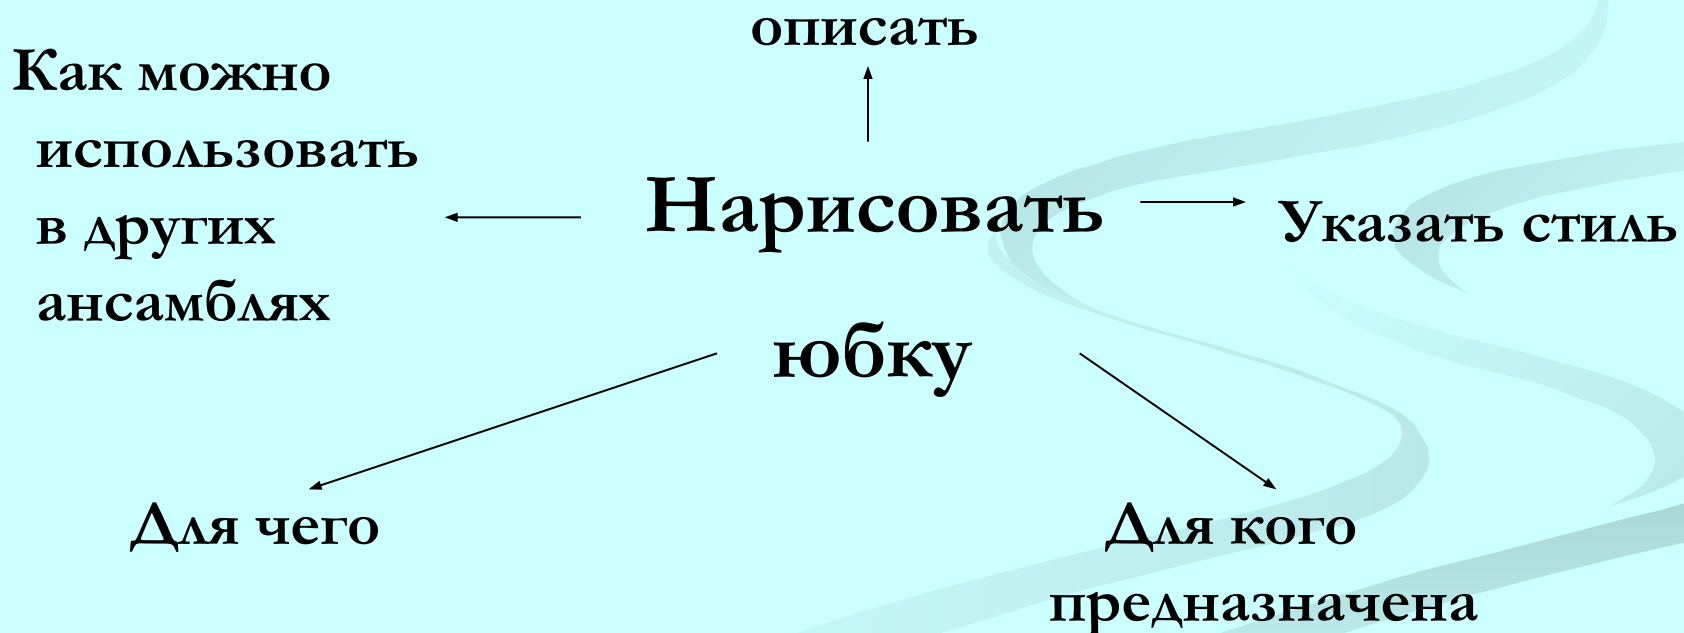 описать
Как можно
использовать
в других
ансамблях
Нарисовать
юбку
Указать стиль
Для чего
Для кого
предназначена